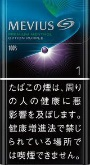 MEVIUS
OPTION PURPLE
100's
1
たばこの煙は、周り
の人の健康に悪
影響を及ぼします。
健康増進法で禁じ
られている場所で
は喫煙できません。